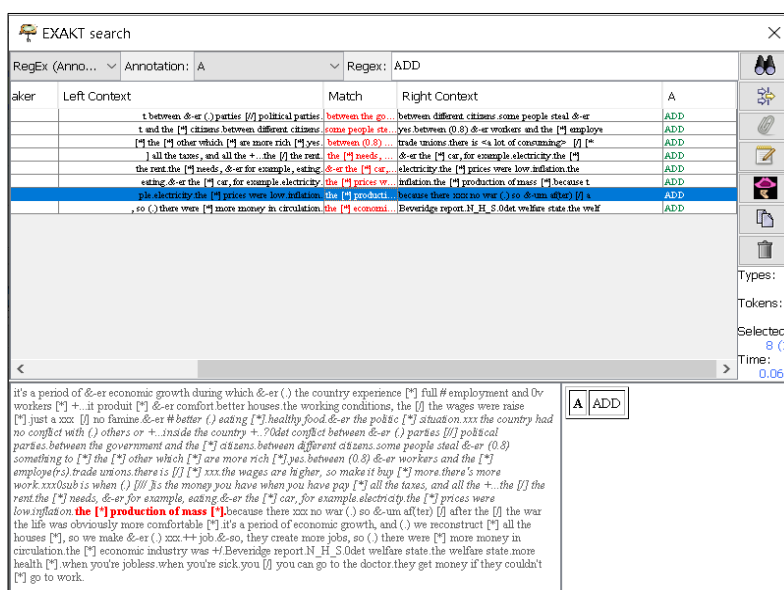 EXAKT search
RegEx (Anno... Annotation: A Regex: ADD
aker Left Context Match Right Context A
t between &-er (.) parties [//] political parties. between the go... between different citizens.some people steal &-er ADD
t and the [*] citizens.between different citizens. some people ste... yes.between (0.8) &-er workers and the [*] employe ADD
[*] the [*] other which [*] are more rich [*].yes. between (0.8) ... trade unions.there is <a lot of consuming> [/] [* ADD
] all the taxes, and all the +...the [/] the rent. the [*] needs, ... &-er the [*] car, for example.electricity.the [*] ADD
the rent.the [*] needs, &-er for example, eating. &-er the [*] car,... electricity.the [*] prices were low.inflation.the ADD
eating.&-er the [*] car, for example.electricity. the [*] prices w... inflation.the [*] production of mass [*].because t ADD
ple.electricity.the [*] prices were low.inflation. the [*] producti... because there xxx no war (.) so &-um af(ter) [/] a ADD
, so (.) there were [*] more money in circulation. the [*] economi... Beveridge report.N_H_S.0det welfare state.the welf ADD
Types:
Tokens:
Selected
8 (
Time:
0.06
it's a period of &-er economic growth during which &-er (.) the country experience [*] full # employment and 0v
workers [*] +...it produit [*] &-er comfort.better houses.the working conditions, the [/] the wages were raise
[*].just a xxx [/] no famine.&-er # better (.) eating [*].healthy.food.&-er the politic [*] situation.xxx the country had
no conflict with (.) others or +...inside the country +..?0det conflict between &-er (.) parties [//] political
parties.between the government and the [*] citizens.between different citizens.some people steal &-er (0.8)
something to [*] the [*] other which [*] are more rich [*].yes.between (0.8) &-er workers and the [*]
employe(rs).trade unions.there is [/] [*] xxx.the wages are higher, so make it buy [*] more.there's more
work.xxx0sub is when (.) [/// ]is the money you have when you have pay [*] all the taxes, and all the +...the [/] the
rent.the [*] needs, &-er for example, eating.&-er the [*] car, for example.electricity.the [*] prices were
low.inflation.the [*] production of mass [*].because there xxx no war (.) so &-um af(ter) [/] after the [/] the war
the life was obviously more comfortable [*].it's a period of economic growth, and (.) we reconstruct [*] all the
houses [*], so we make &-er (.) xxx.++ job.&-so, they create more jobs, so (.) there were [*] more money in
circulation.the [*] economic industry was +/.Beveridge report.N_H_S.0det welfare state.the welfare state.more
health [*].when you're jobless.when you're sick.you [/] you can go to the doctor.they get money if they couldn't
[*] go to work.
A ADD